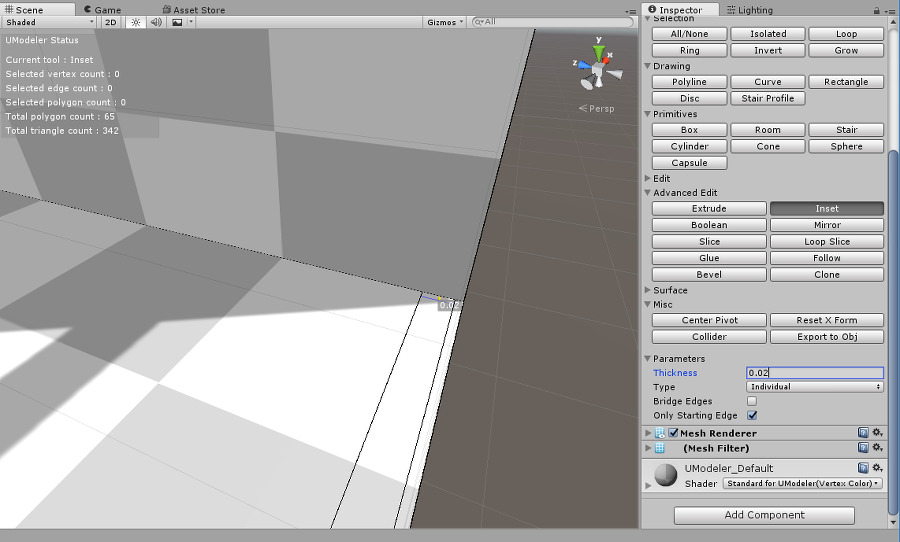 Scene Game Asset Store
Shaded 2D Gizmos All
UModeler Status
Current tool : Inset
Selected vertex count : 0
Selected edge count : 0
Selected polygon count : 0
Total polygon count : 65
Total triangle count : 342
y
x
z
Persp
0.02
Inspector Lighting
Selection
All/None Isolated Loop
Ring Invert Grow
Drawing
Polyline Curve Rectangle
Disc Stair Profile
Primitives
Box Room Stair
Cylinder Cone Sphere
Capsule
Edit
Advanced Edit
Extrude Inset
Boolean Mirror
Slice Loop Slice
Glue Follow
Bevel Clone
Surface
Misc
Center Pivot Reset X Form
Collider Export to Obj
Parameters
Thickness 0.02
Type Individual
Bridge Edges
Only Starting Edge
Mesh Renderer
(Mesh Filter)
UModeler_Default
Shader Standard for UModeler(Vertex Color)
Add Component